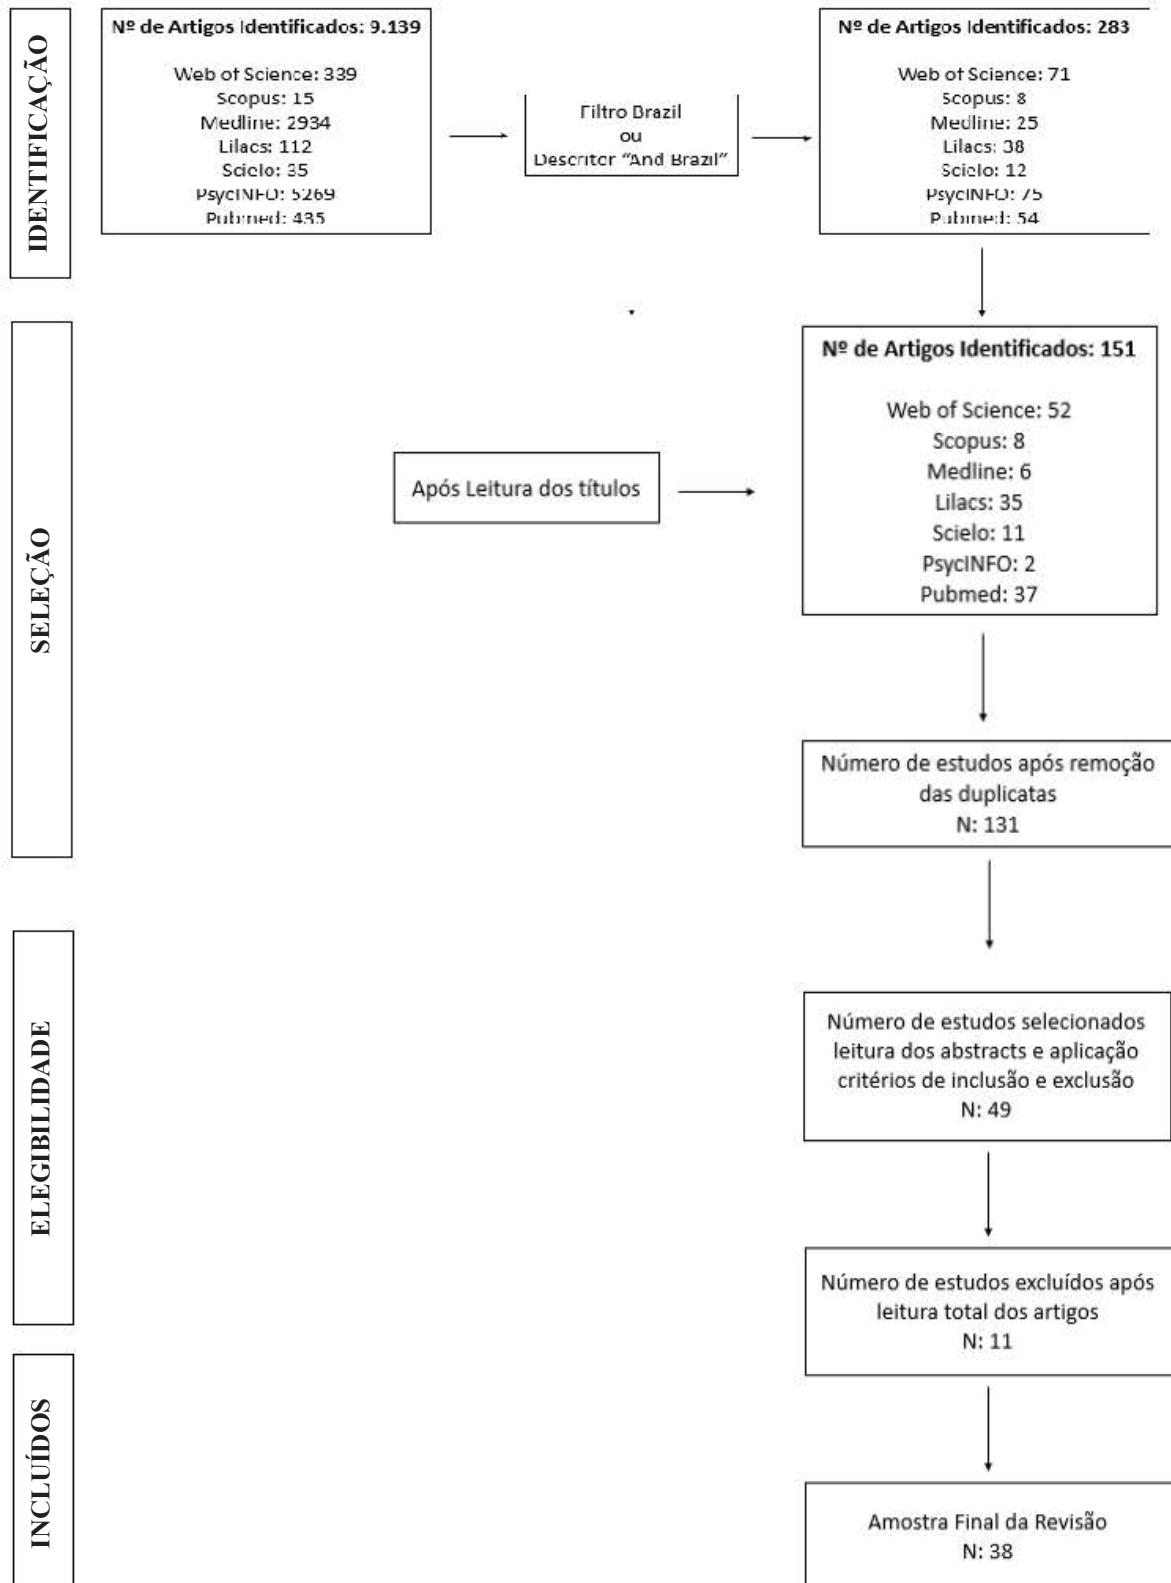 IDENTIFICAÇÃO
Nº de Artigos Identificados: 9.139
Web of Science: 339
Scopus: 15
Medline: 2934
Lilacs: 112
Scielo: 35
PsycINFO: 5269
Pubmed: 435
Filtro Brazil
ou
Descritor “And Brazil”
Nº de Artigos Identificados: 283
Web of Science: 71
Scopus: 8
Medline: 25
Lilacs: 38
Scielo: 12
PsycINFO: 75
Pubmed: 54
SELEÇÃO
Após Leitura dos títulos
Nº de Artigos Identificados: 151
Web of Science: 52
Scopus: 8
Medline: 6
Lilacs: 35
Scielo: 11
PsycINFO: 2
Pubmed: 37
Número de estudos após remoção
das duplicatas
N: 131
ELEGIBILIDADE
Número de estudos selecionados
leitura dos abstracts e aplicação
critérios de inclusão e exclusão
N: 49
Número de estudos excluídos após
leitura total dos artigos
N: 11
INCLUÍDOS
Amostra Final da Revisão
N: 38